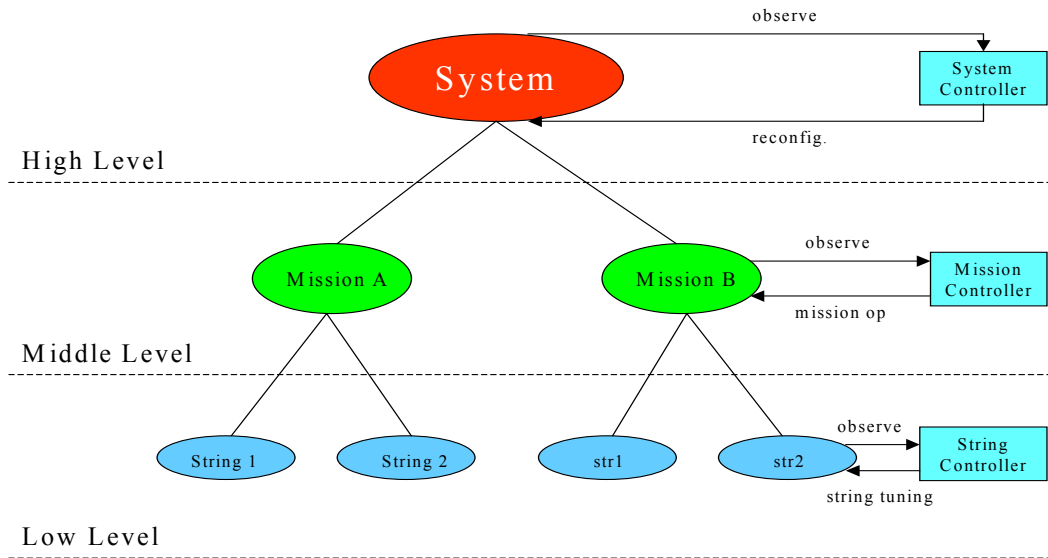 observe
System
System
Controller
reconfig.
High Level
observe
Mission A
Mission B
Mission
Controller
mission op
Middle Level
observe
String 1
String 2
str1
str2
String
Controller
string tuning
Low Level